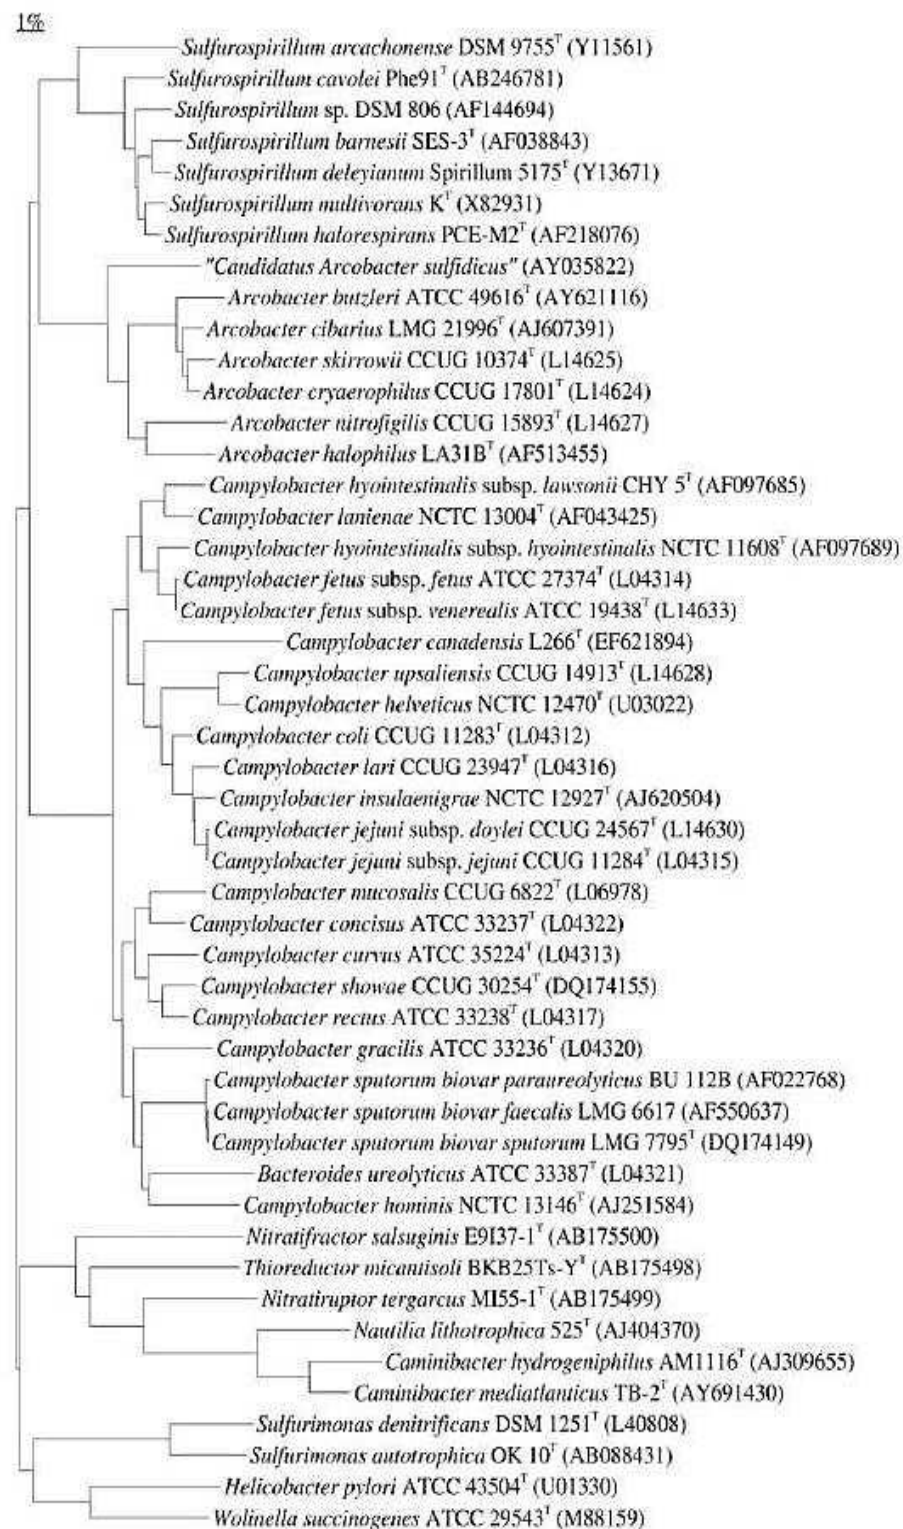 1%
Sulfurospirillum arcachonense DSM 9755ᵀ (Y11561)
Sulfurospirillum cavolei Phe91ᵀ (AB246781)
Sulfurospirillum sp. DSM 806 (AF144694)
Sulfurospirillum barnesii SES-3ᵀ (AF038843)
Sulfurospirillum deleyianum Spirillum 5175ᵀ (Y13671)
Sulfurospirillum multivorans Kᵀ (X82931)
Sulfurospirillum halorespirans PCE-M2ᵀ (AF218076)
"Candidatus Arcobacter sulfidicus" (AY035822)
Arcobacter butzleri ATCC 49616ᵀ (AY621116)
Arcobacter cibarius LMG 21996ᵀ (AJ607391)
Arcobacter skirrowii CCUG 10374ᵀ (L14625)
Arcobacter cryaerophilus CCUG 17801ᵀ (L14624)
Arcobacter nitrofigilis CCUG 15893ᵀ (L14627)
Arcobacter halophilus LA31Bᵀ (AF513455)
Campylobacter hyointestinalis subsp. lawsonii CHY 5ᵀ (AF097685)
Campylobacter lanienae NCTC 13004ᵀ (AF043425)
Campylobacter hyointestinalis subsp. hyointestinalis NCTC 11608ᵀ (AF097689)
Campylobacter fetus subsp. fetus ATCC 27374ᵀ (L04314)
Campylobacter fetus subsp. venerealis ATCC 19438ᵀ (L14633)
Campylobacter canadensis L266ᵀ (EF621894)
Campylobacter upsaliensis CCUG 14913ᵀ (L14628)
Campylobacter helveticus NCTC 12470ᵀ (U03022)
Campylobacter coli CCUG 11283ᵀ (L04312)
Campylobacter lari CCUG 23947ᵀ (L04316)
Campylobacter insulaenigrae NCTC 12927ᵀ (AJ620504)
Campylobacter jejuni subsp. doylei CCUG 24567ᵀ (L14630)
Campylobacter jejuni subsp. jejuni CCUG 11284ᵀ (L04315)
Campylobacter mucosalis CCUG 6822ᵀ (L06978)
Campylobacter concisus ATCC 33237ᵀ (L04322)
Campylobacter curvus ATCC 35224ᵀ (L04313)
Campylobacter showae CCUG 30254ᵀ (DQ174155)
Campylobacter rectus ATCC 33238ᵀ (L04317)
Campylobacter gracilis ATCC 33236ᵀ (L04320)
Campylobacter sputorum biovar paraureolyticus BU 112B (AF022768)
Campylobacter sputorum biovar faecalis LMG 6617 (AF550637)
Campylobacter sputorum biovar sputorum LMG 7795ᵀ (DQ174149)
Bacteroides ureolyticus ATCC 33387ᵀ (L04321)
Campylobacter hominis NCTC 13146ᵀ (AJ251584)
Nitratifractor salsuginis E9I37-1ᵀ (AB175500)
Thioreductor micantisoli BKB25Ts-Yᵀ (AB175498)
Nitratiruptor tergarcus MI55-1ᵀ (AB175499)
Nautilia lithotrophica 525ᵀ (AJ404370)
Caminibacter hydrogeniphilus AM1116ᵀ (AJ309655)
Caminibacter mediatlanticus TB-2ᵀ (AY691430)
Sulfurimonas denitrificans DSM 1251ᵀ (L40808)
Sulfurimonas autotrophica OK 10ᵀ (AB088431)
Helicobacter pylori ATCC 43504ᵀ (U01330)
Wolinella succinogenes ATCC 29543ᵀ (M88159)